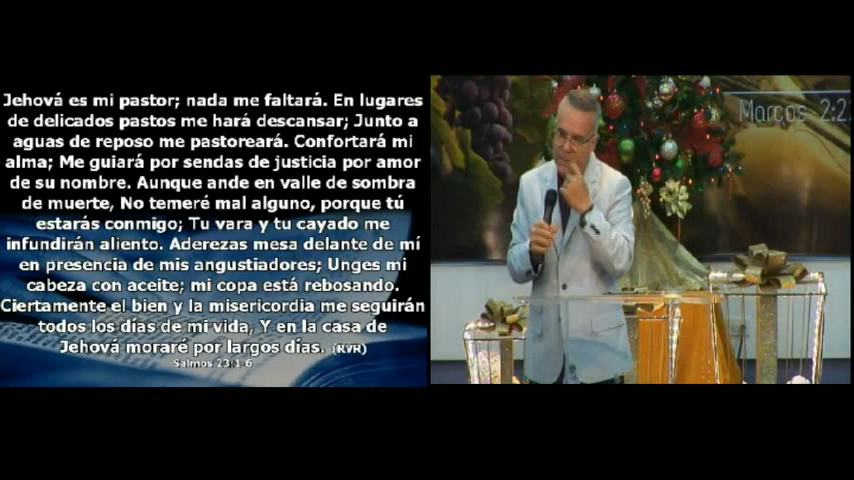 Jehová es mi pastor; nada me faltará. En lugares
de delicados pastos me hará descansar; Junto a
aguas de reposo me pastoreará. Confortará mi
alma; Me guiará por sendas de justicia por amor
de su nombre. Aunque ande en valle de sombra
de muerte, No temeré mal alguno, porque tú
estarás conmigo; Tu vara y tu cayado me
infundirán aliento. Aderezas mesa delante de mí
en presencia de mis angustiadores; Unges mi
cabeza con aceite; mi copa está rebosando.
Ciertamente el bien y la misericordia me seguirán
todos los días de mi vida, Y en la casa de
Jehová moraré por largos días. (RVR)
Salmos 23:1-6
Marcos 2:2